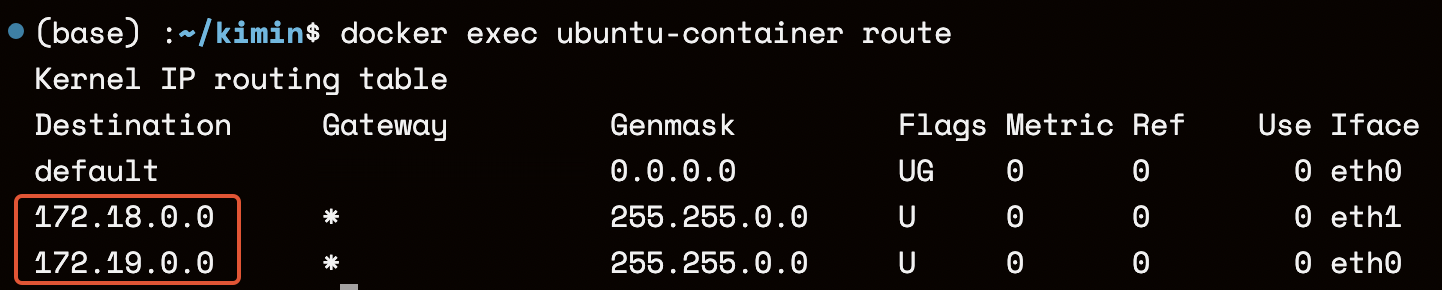 (base) :~/kimin$ docker exec ubuntu-container route
Kernel IP routing table
Destination     Gateway         Genmask         Flags Metric Ref    Use Iface
default                         0.0.0.0         UG    0      0        0 eth0
172.18.0.0      *               255.255.0.0     U     0      0        0 eth1
172.19.0.0      *               255.255.0.0     U     0      0        0 eth0